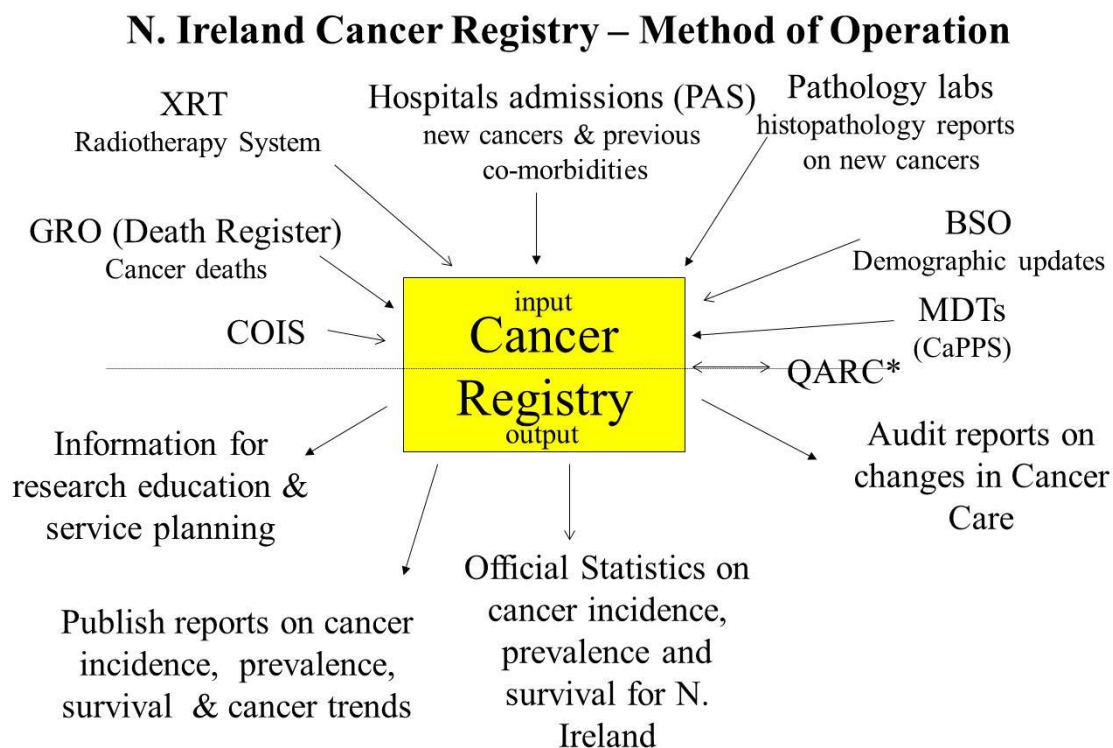 N. Ireland Cancer Registry – Method of Operation
XRT
Radiotherapy System
Hospitals admissions (PAS)
new cancers & previous
co-morbidities
Pathology labs
histopathology reports
on new cancers
GRO (Death Register)
Cancer deaths
BSO
Demographic updates
COIS
input
Cancer
Registry
output
MDTs
(CaPPS)
QARC*
Information for
research education &
service planning
Audit reports on
changes in Cancer
Care
Publish reports on cancer
incidence, prevalence,
survival & cancer trends
Official Statistics on
cancer incidence,
prevalence and
survival for N.
Ireland